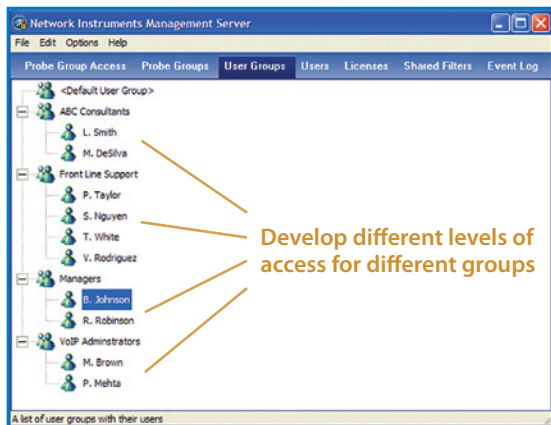 Network Instruments Management Server
File Edit Options Help
Probe Group Access Probe Groups User Groups Users Licenses Shared Filters Event Log
<Default User Group>
ABC Consultants
L. Smith
M. DeSilva
Front Line Support
P. Taylor
S. Nguyen
T. White
V. Rodriguez
Managers
B. Johnson
R. Robinson
VoIP Adminstrators
M. Brown
P. Mehta
Develop different levels of
access for different groups
A list of user groups with their users